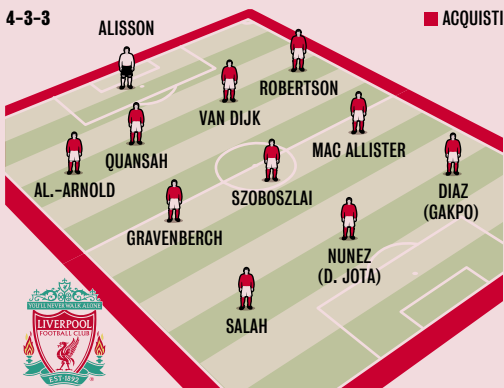 4-3-3
ACQUISTI
ALISSON
ROBERTSON
VAN DIJK
QUANSAH
MAC ALLISTER
AL.-ARNOLD
SZOBOSZLAI
DIAZ
(GAKPO)
GRAVENBERCH
NUNEZ
(D. JOTA)
SALAH
YOU'LL NEVER WALK ALONE
LIVERPOOL
FOOTBALL CLUB
EST·1892